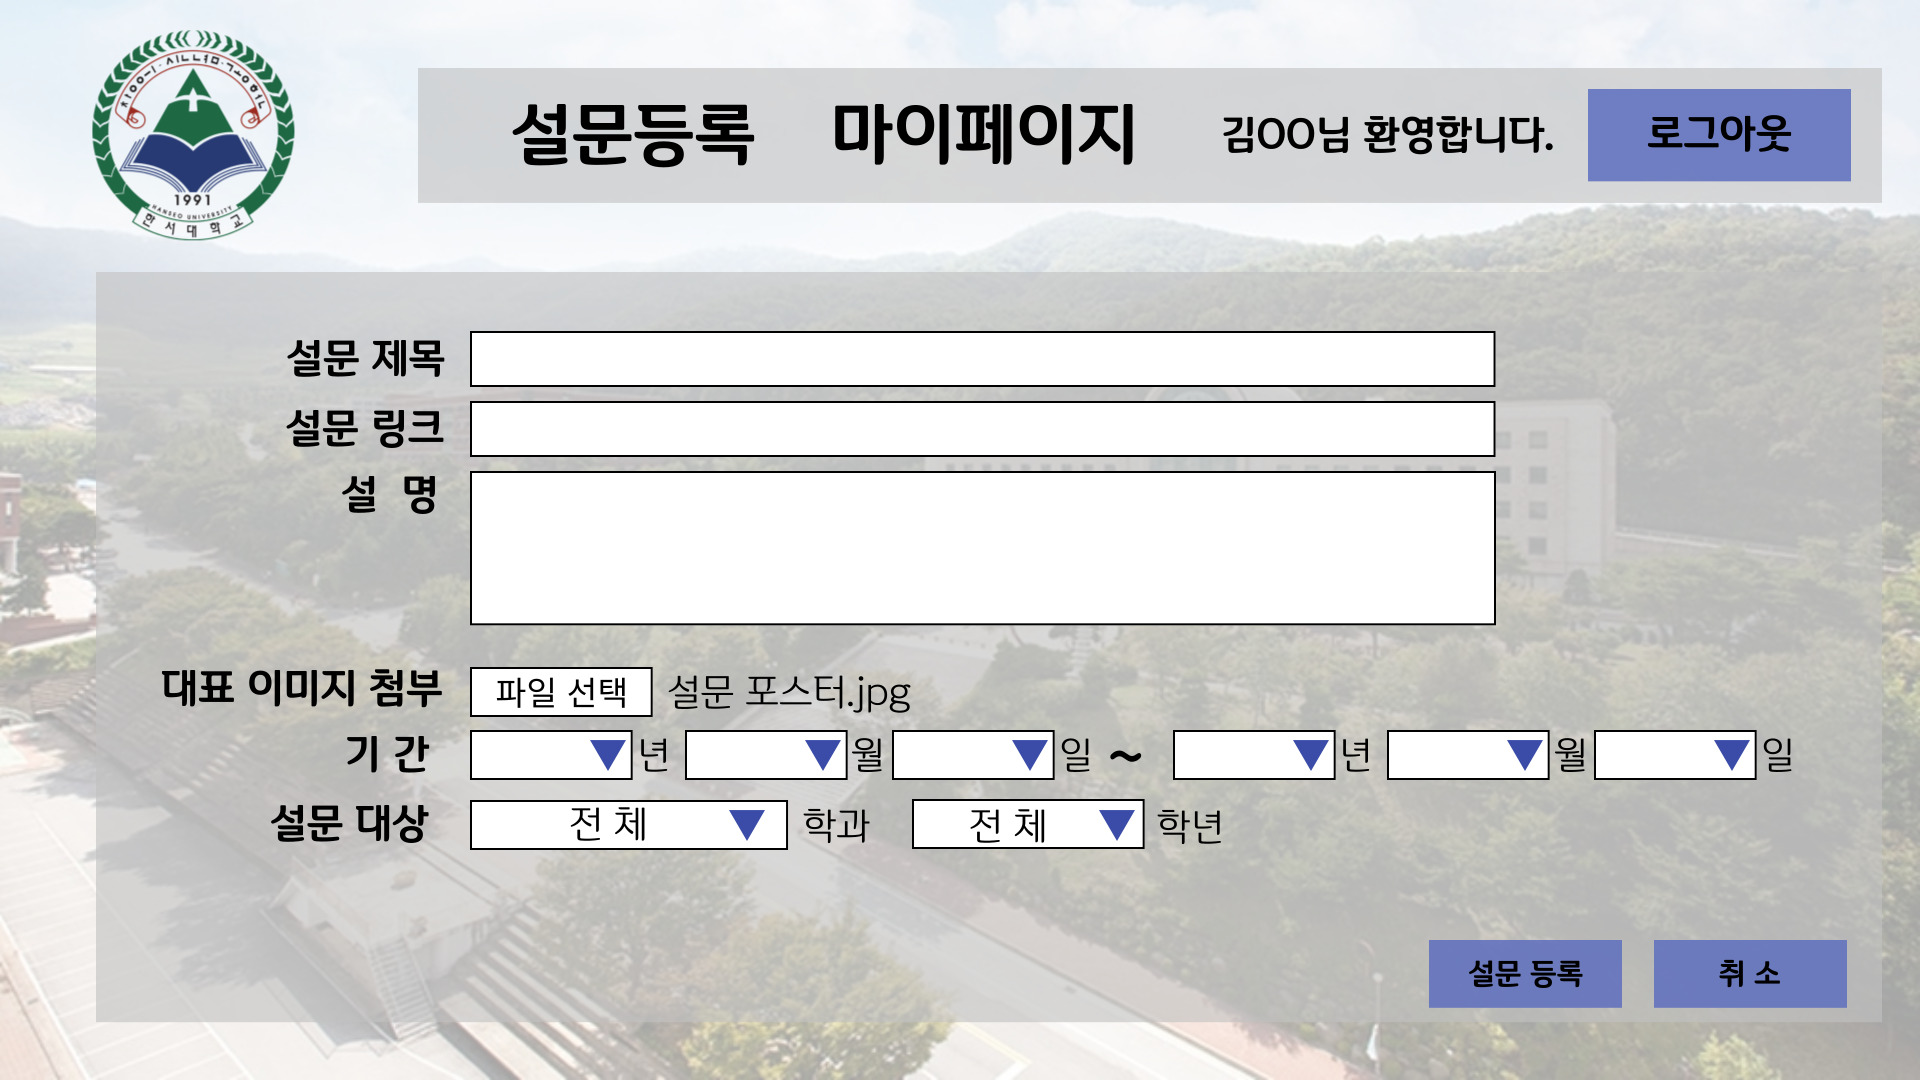 1991
HANSEO UNIVERSITY
한서대학교
설문등록 마이페이지 김OO님 환영합니다. 로그아웃
설문 제목
설문 링크
설 명
대표 이미지 첨부 파일 선택 설문 포스터.jpg
기 간 년 월 일 ~ 년 월 일
설문 대상 전 체 학과 전 체 학년
설문 등록 취 소